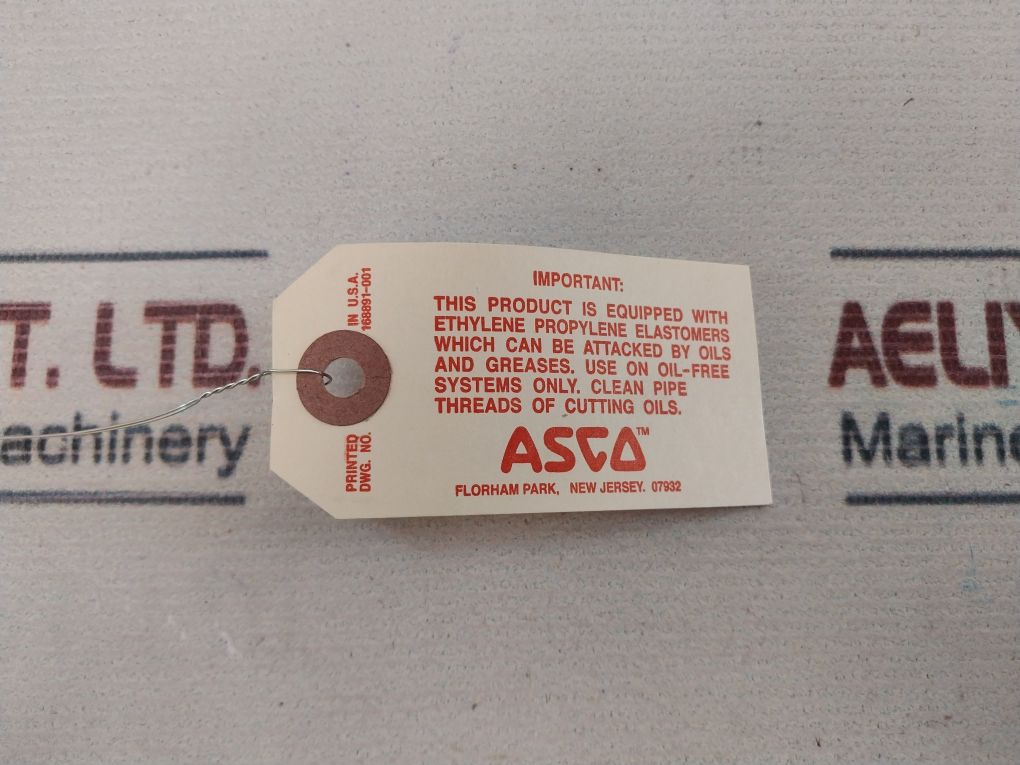 IMPORTANT:
THIS PRODUCT IS EQUIPPED WITH
ETHYLENE PROPYLENE ELASTOMERS
WHICH CAN BE ATTACKED BY OILS
AND GREASES. USE ON OIL-FREE
SYSTEMS ONLY. CLEAN PIPE
THREADS OF CUTTING OILS.
ASCO™
FLORHAM PARK, NEW JERSEY. 07932
PRINTED IN U.S.A.
DWG. NO. 168891-001
T. LTD.
achinery
AELIY
Marine